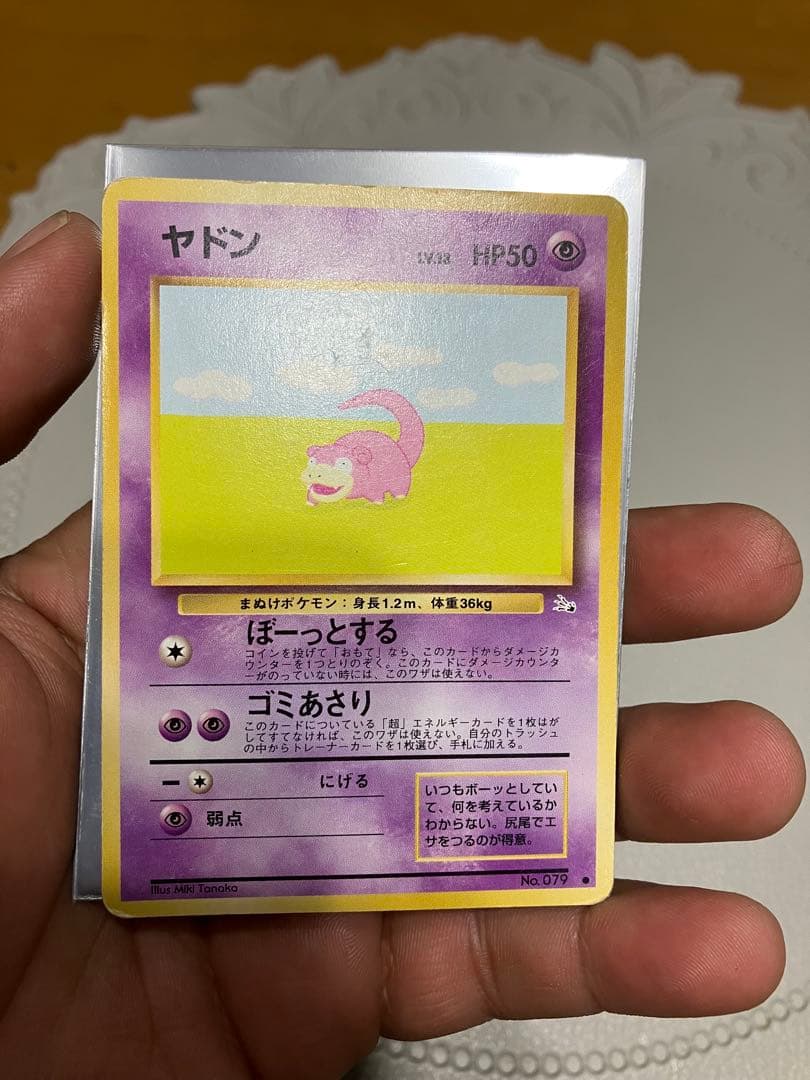 ヤドン LV.18 HP50
まぬけポケモン：身長1.2m、体重36kg
ぼーっとする
コインを投げて「おもて」なら、このカードからダメージカ
ウンターを1つとりのぞく。このカードにダメージカウンタ
ーがのっていない時には、このワザは使えない。
ゴミあさり
このカードについている「超」エネルギーカードを1枚はが
してすてなければ、このワザは使えない。自分のトラッシュ
の中からトレーナーカードを1枚選び、手札に加える。
にげる
弱点
いつもボーッとしてい
て、何を考えているか
わからない。尻尾でエ
サをつるのが得意。
Illus Miki Tanaka
No. 079